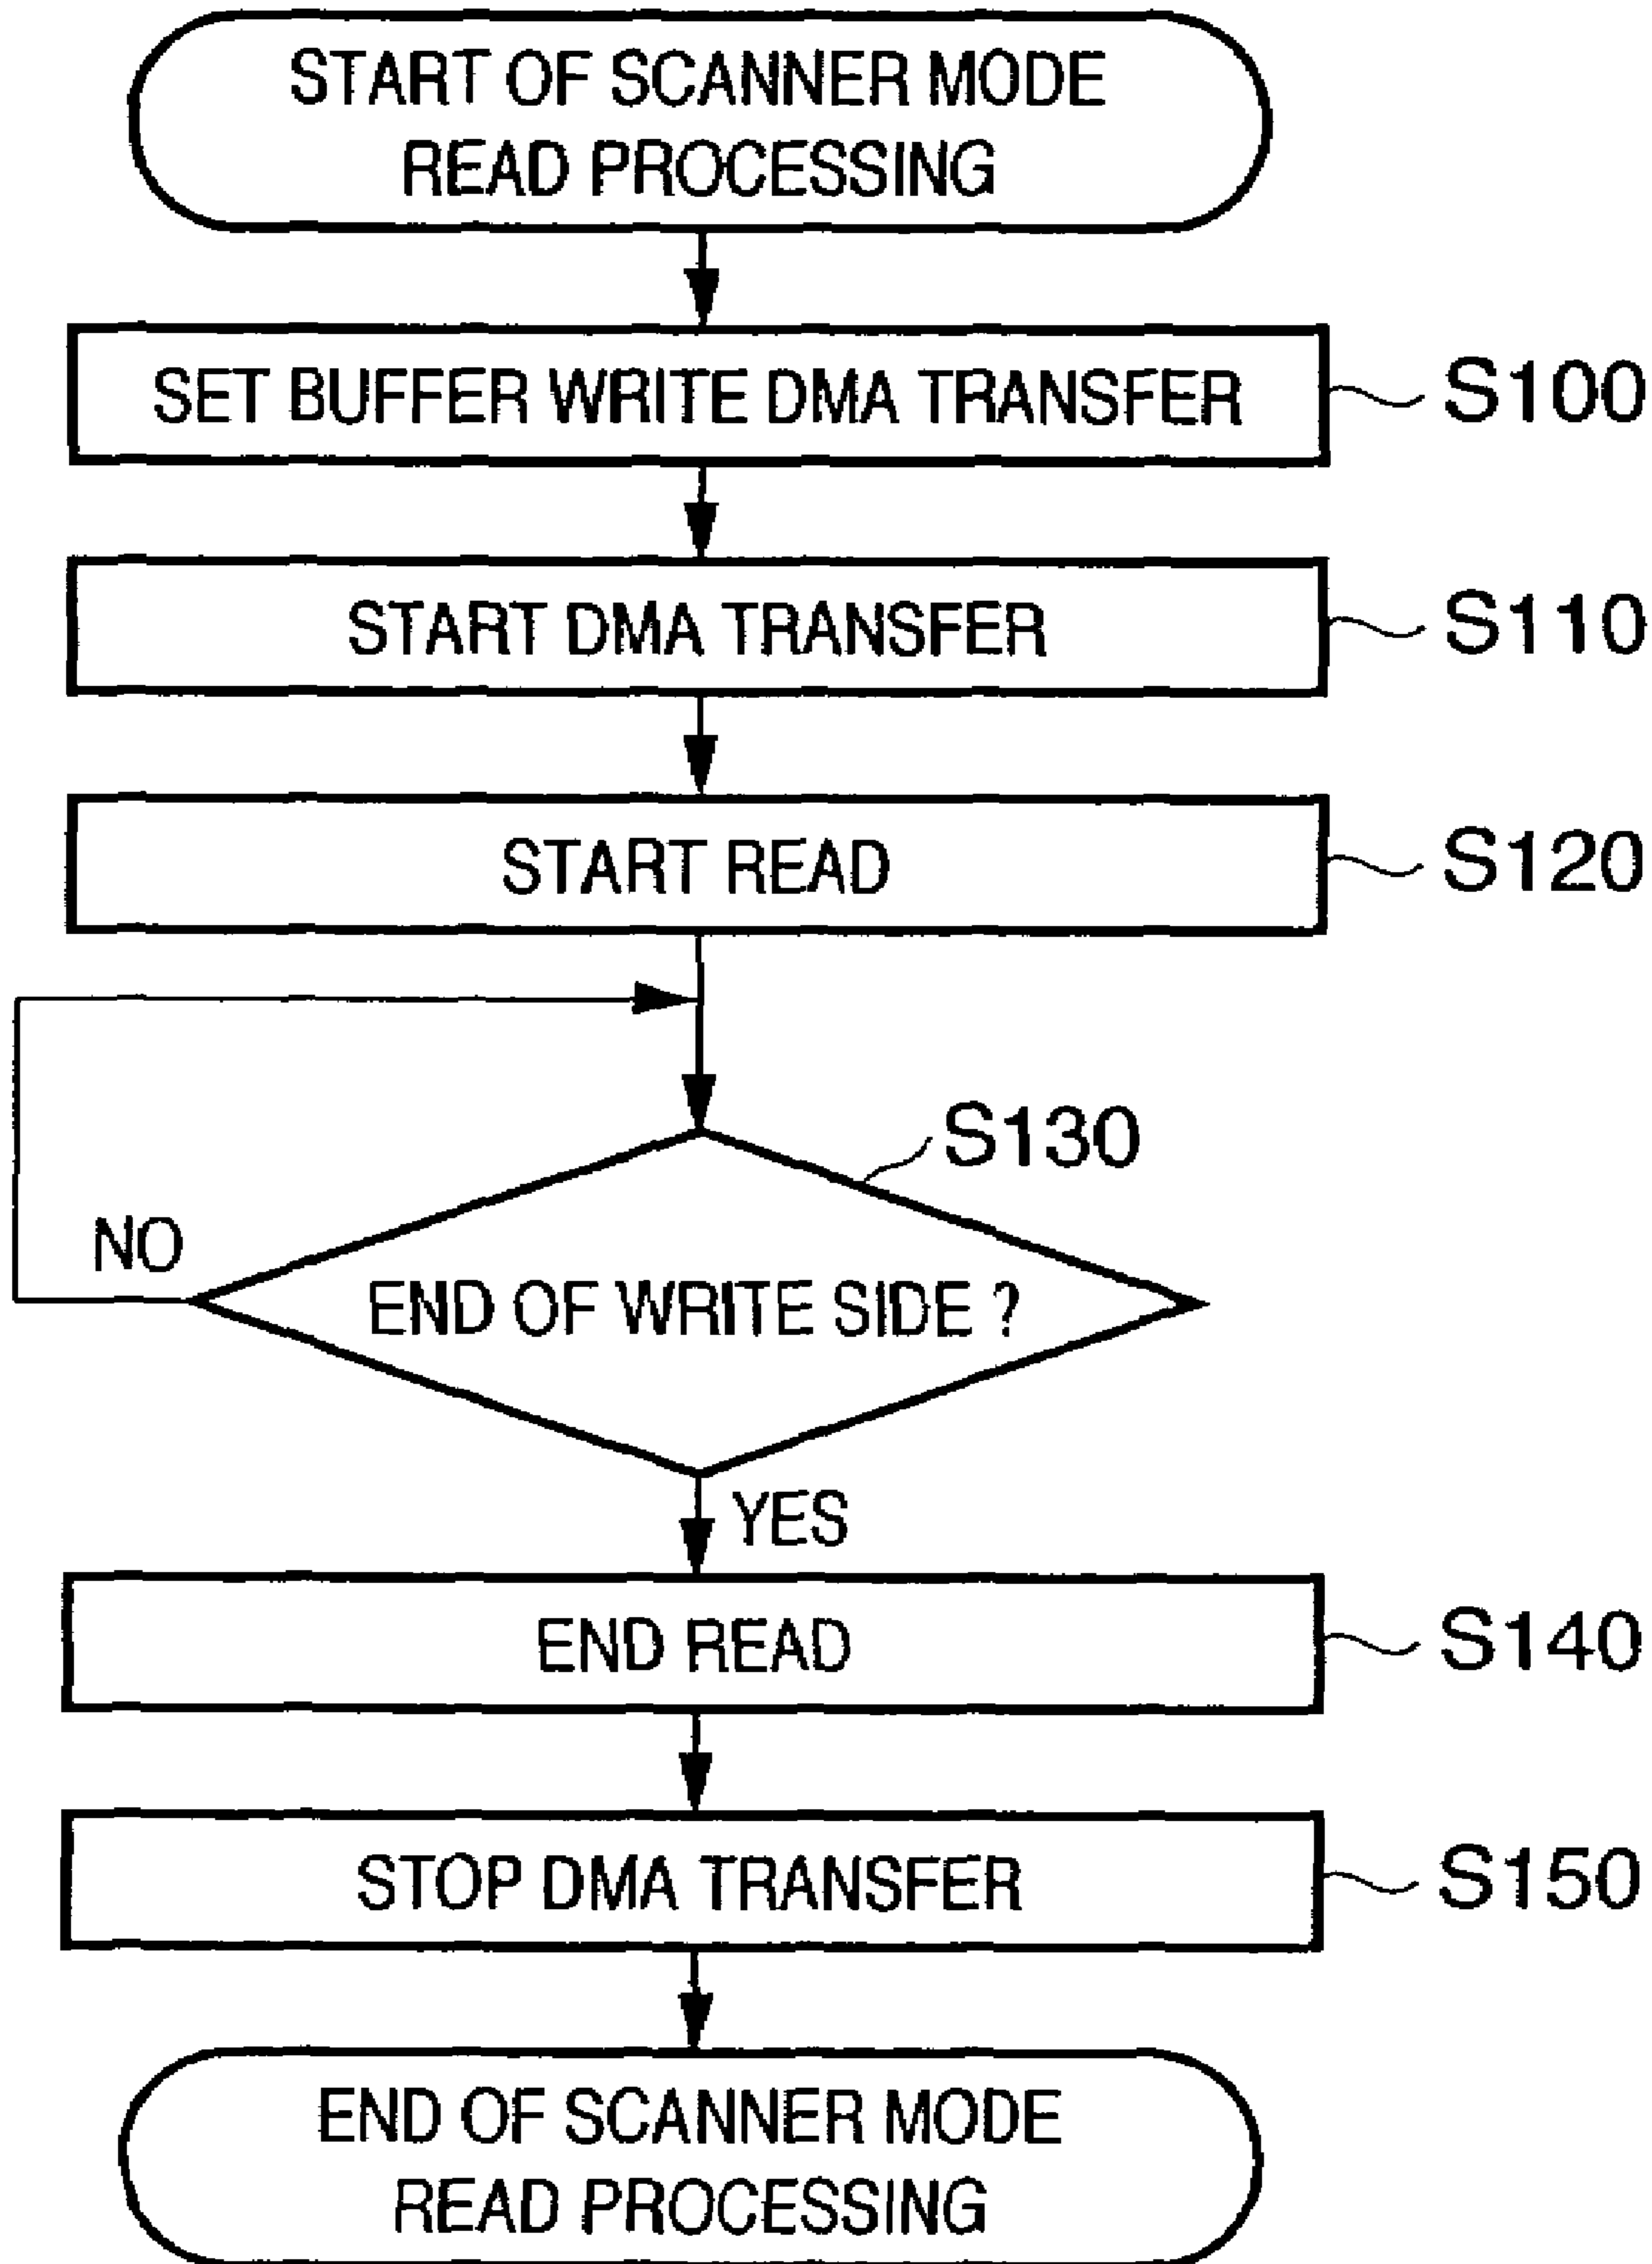 START OF SCANNER MODE
READ PROCESSING
SET BUFFER WRITE DMA TRANSFER
S100
START DMA TRANSFER
S110
START READ
S120
S130
NO
END OF WRITE SIDE ?
YES
END READ
S140
STOP DMA TRANSFER
S150
END OF SCANNER MODE
READ PROCESSING